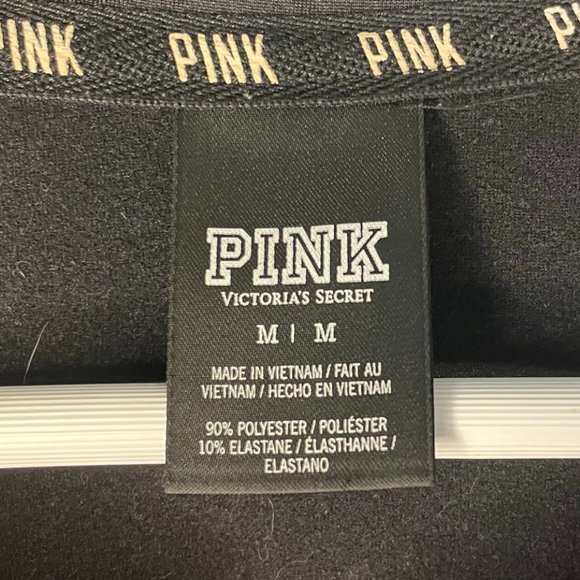 PINK PINK PINK PINK
PINK
VICTORIA'S SECRET
M | M
MADE IN VIETNAM / FAIT AU
VIETNAM / HECHO EN VIETNAM
90% POLYESTER / POLIÉSTER
10% ELASTANE / ÉLASTHANNE /
ELASTANO